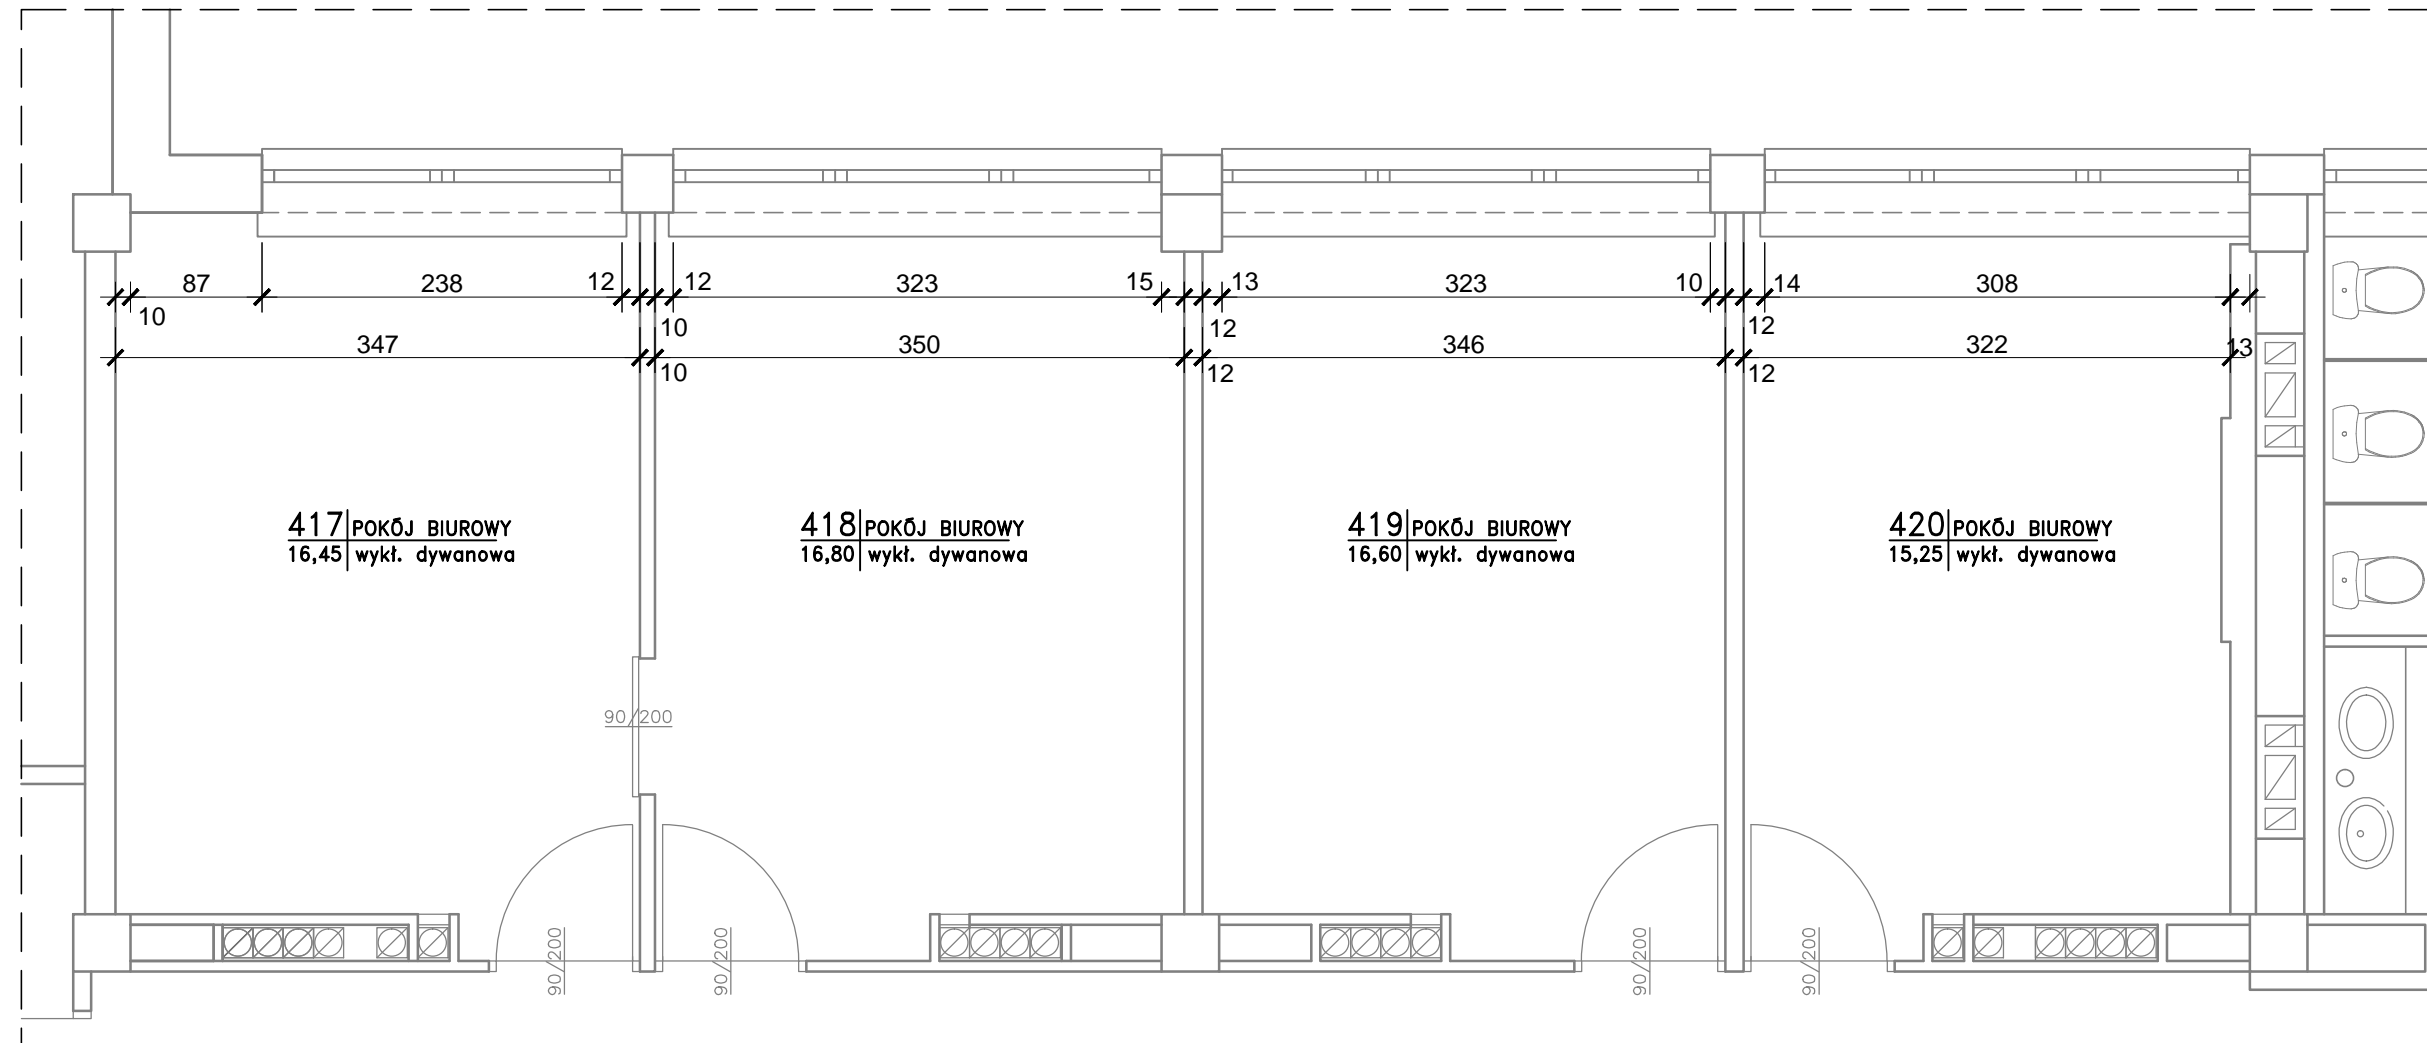 87 238 12 12 323 15 13 323 10 14 308
10 10 12 12
347 350 346 322 13
10 12 12
417 POKÓJ BIUROWY
16,45 wykł. dywanowa
418 POKÓJ BIUROWY
16,80 wykł. dywanowa
419 POKÓJ BIUROWY
16,60 wykł. dywanowa
420 POKÓJ BIUROWY
15,25 wykł. dywanowa
90/200
90/200
90/200
90/200
90/200